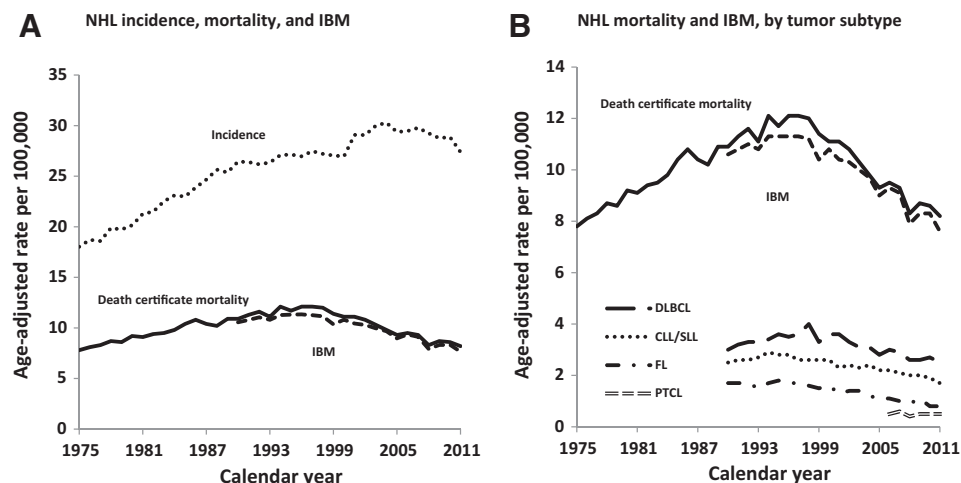 A NHL incidence, mortality, and IBM
Age-adjusted rate per 100,000
35
30
25
20
15
10
5
0
Incidence
Death certificate mortality
IBM
1975 1981 1987 1993 1999 2005 2011
Calendar year
B NHL mortality and IBM, by tumor subtype
Age-adjusted rate per 100,000
14
12
10
8
6
4
2
0
Death certificate mortality
IBM
DLBCL
CLL/SLL
FL
PTCL
1975 1981 1987 1993 1999 2005 2011
Calendar year